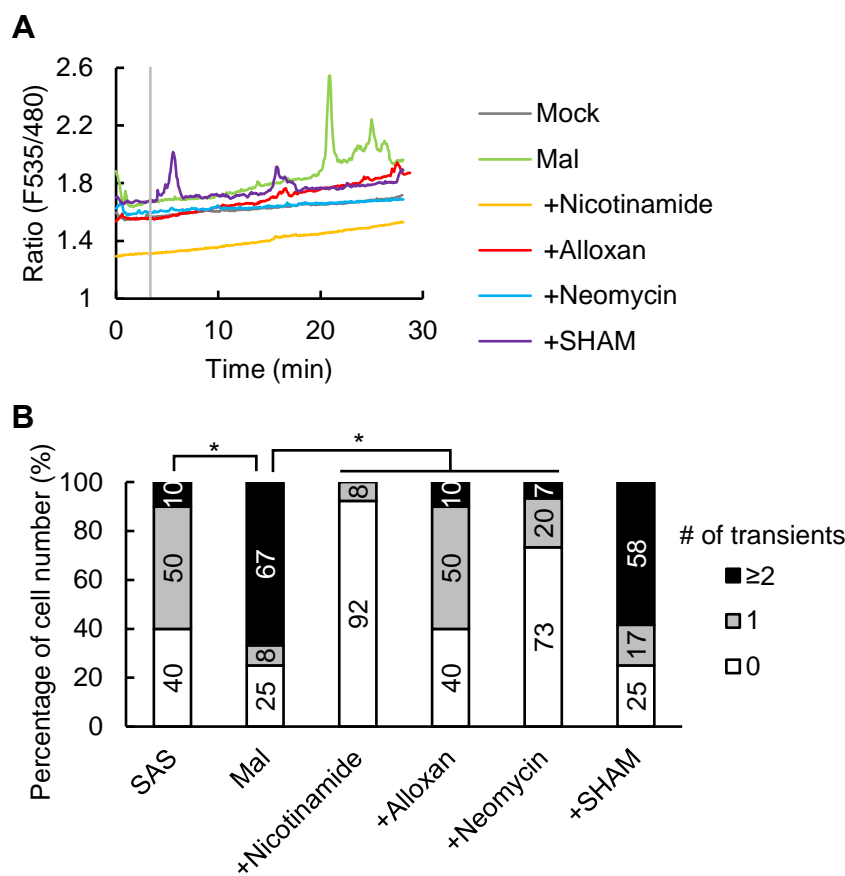 A
Ratio (F535/480)
2.6
2.2
1.8
1.4
1
0
10
20
30
Time (min)
Mock
Mal
+Nicotinamide
+Alloxan
+Neomycin
+SHAM
B
*
*
Percentage of cell number (%)
100
80
60
40
20
0
10
50
40
67
8
25
8
92
10
50
40
7
20
73
58
17
25
SAS
Mal
+Nicotinamide
+Alloxan
+Neomycin
+SHAM
# of transients
≥2
1
0